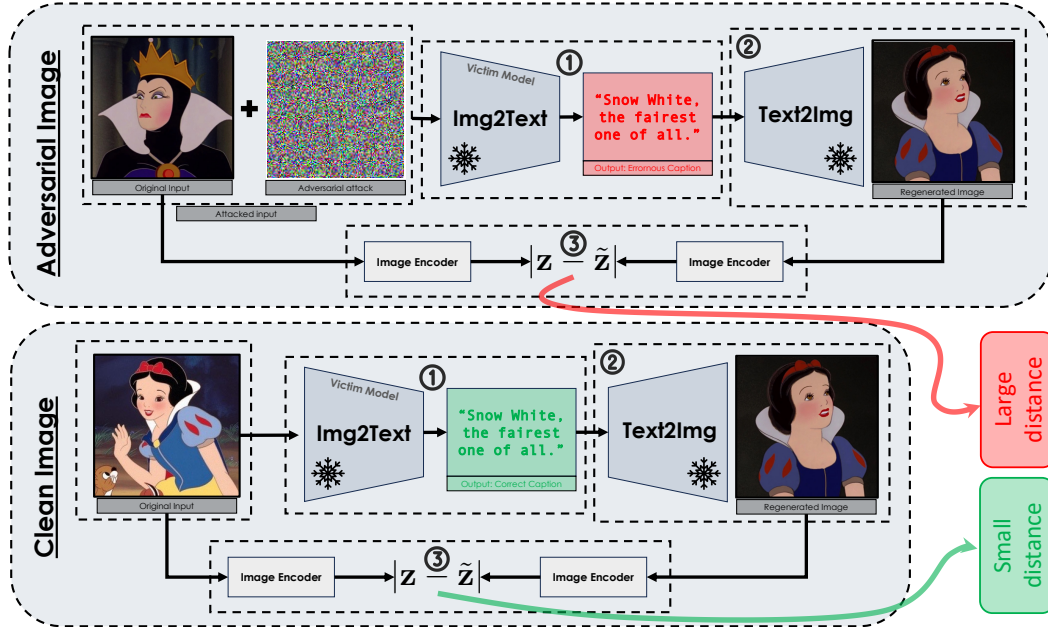 Adversarial Image
Original Input
+
Adversarial attack
Attacked input
Victim Model
Img2Text
①
“Snow White,
the fairest
one of all.”
Output: Errornous Caption
②
Text2Img
Regenerated Image
Image Encoder
③
|z − z̃|
Image Encoder
Large
distance
Clean Image
Original Input
Victim Model
Img2Text
①
“Snow White,
the fairest
one of all.”
Output: Correct Caption
②
Text2Img
Regenerated Image
Image Encoder
③
|z − z̃|
Image Encoder
Small
distance